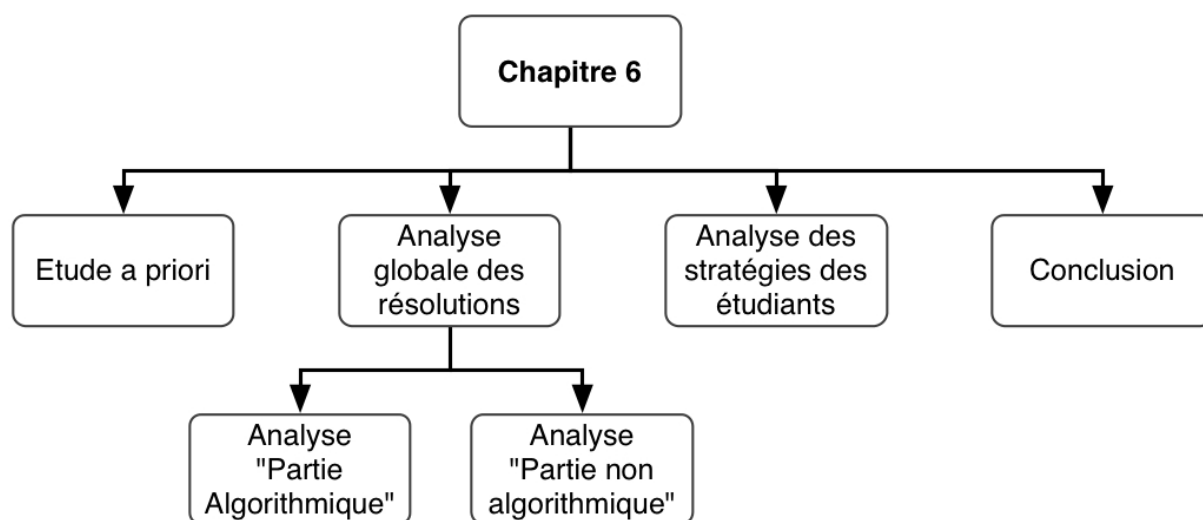 Chapitre 6
Etude a priori
Analyse
globale des
résolutions
Analyse des
stratégies des
étudiants
Conclusion
Analyse
"Partie
Algorithmique"
Analyse
"Partie non
algorithmique"